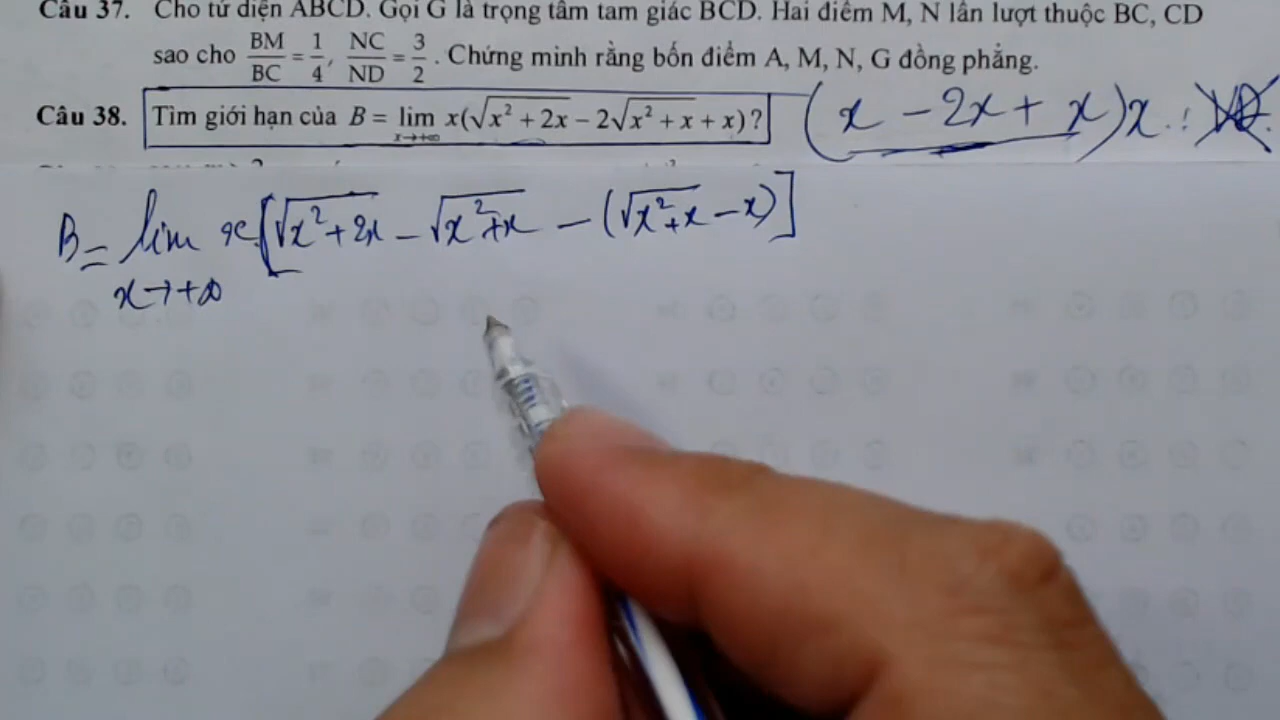 Câu 37. Cho tứ diện ABCD. Gọi G là trọng tâm tam giác BCD. Hai điểm M, N lần lượt thuộc BC, CD
sao cho BM/BC = 1/4, NC/ND = 3/2. Chứng minh rằng bốn điểm A, M, N, G đồng phẳng.
Câu 38. Tìm giới hạn của B = lim x→+∞ x(√(x² + 2x) − 2√(x² + x) + x)?
(x − 2x + x)x
B = lim x→+∞ x[√(x² + 2x) − √(x² + x) − (√(x² + x) − x)]